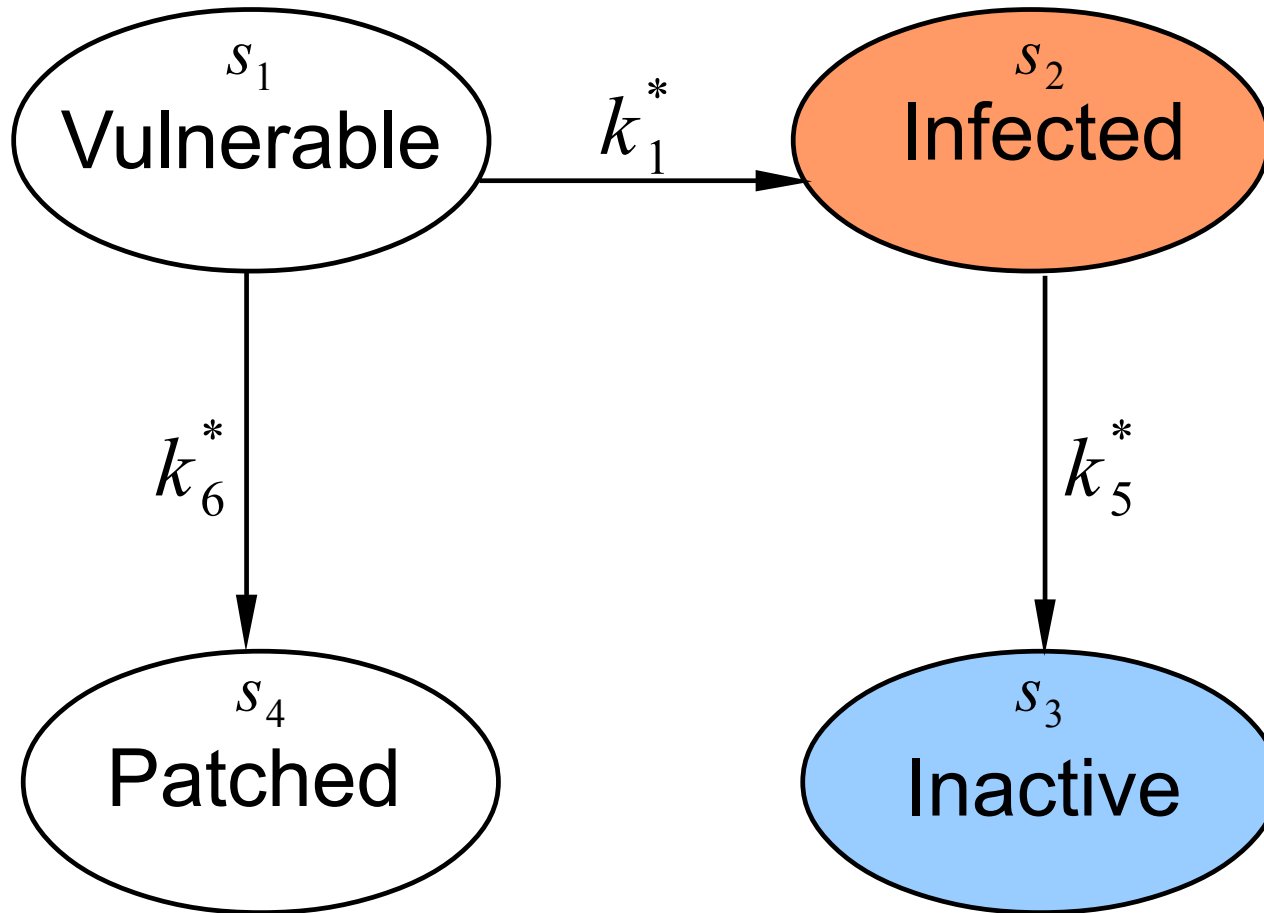 s₁
Vulnerable
k₁*
s₂
Infected
k₆*
k₅*
s₄
Patched
s₃
Inactive